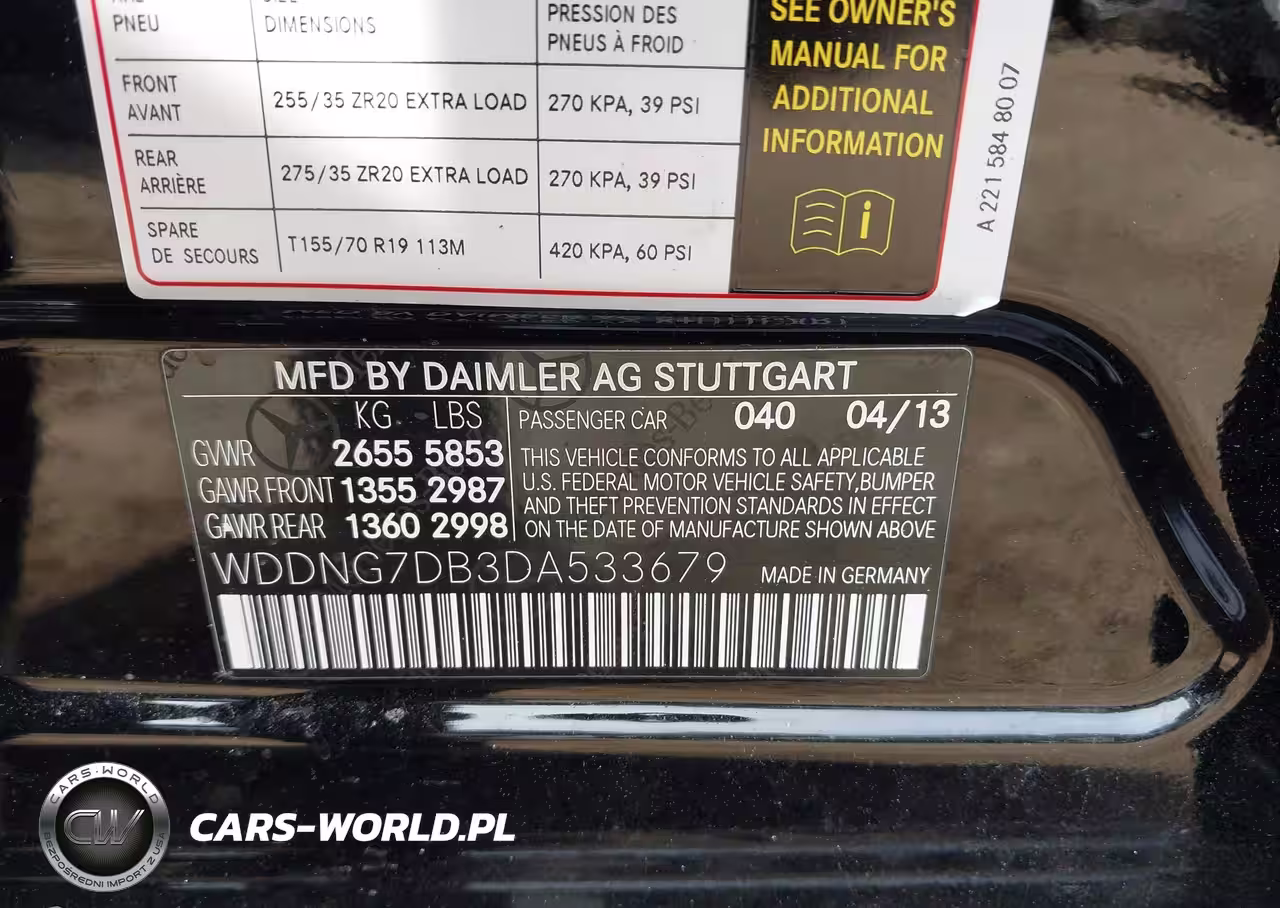 PNEU
DIMENSIONS
PRESSION DES
PNEUS À FROID
FRONT
AVANT
255/35 ZR20 EXTRA LOAD
270 KPA, 39 PSI
REAR
ARRIÈRE
275/35 ZR20 EXTRA LOAD
270 KPA, 39 PSI
SPARE
DE SECOURS
T155/70 R19 113M
420 KPA, 60 PSI
SEE OWNER'S
MANUAL FOR
ADDITIONAL
INFORMATION
A 221 584 80 07
MFD BY DAIMLER AG STUTTGART
KG LBS
GVWR 2655 5853
GAWR FRONT 1355 2987
GAWR REAR 1360 2998
PASSENGER CAR 040 04/13
THIS VEHICLE CONFORMS TO ALL APPLICABLE
U.S. FEDERAL MOTOR VEHICLE SAFETY,BUMPER
AND THEFT PREVENTION STANDARDS IN EFFECT
ON THE DATE OF MANUFACTURE SHOWN ABOVE
WDDNG7DB3DA533679 MADE IN GERMANY
CARS-WORLD
CW
BEZPOŚREDNI IMPORT Z USA
CARS-WORLD.PL